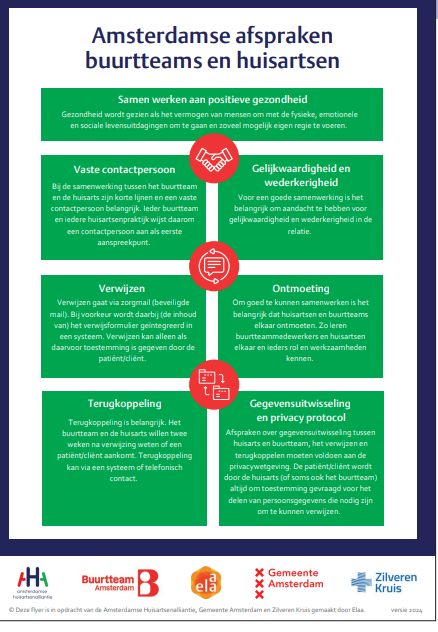 Amsterdamse afspraken
buurtteams en huisartsen
Samen werken aan positieve gezondheid
Gezondheid wordt gezien als het vermogen van mensen om met de fysieke, emotionele
en sociale levensuitdagingen om te gaan en zoveel mogelijk eigen regie te voeren.
Vaste contactpersoon
Bij de samenwerking tussen het buurtteam
en de huisarts zijn korte lijnen en een vaste
contactpersoon belangrijk. Ieder buurtteam
en iedere huisartsenpraktijk wijst daarom
een contactpersoon aan als eerste
aanspreekpunt.
Gelijkwaardigheid en
wederkerigheid
Voor een goede samenwerking is het
belangrijk om aandacht te hebben voor
gelijkwaardigheid en wederkerigheid in de
relatie.
Verwijzen
Verwijzen gaat via zorgmail (beveiligde
mail). Bij voorkeur wordt daarbij (de inhoud
van) het verwijsformulier geïntegreerd in
een systeem. Verwijzen kan alleen als
daarvoor toestemming is gegeven door de
patiënt/cliënt.
Ontmoeting
Om goed te kunnen samenwerken is het
belangrijk dat huisartsen en buurtteams
elkaar ontmoeten. Zo leren
buurtteammedewerkers en huisartsen
elkaar en ieders rol en werkzaamheden
kennen.
Terugkoppeling
Terugkoppeling is belangrijk. Het
buurtteam en de huisarts willen twee
weken na verwijzing weten of een
patiënt/cliënt aankomt. Terugkoppeling
kan via een systeem of telefonisch
contact.
Gegevensuitwisseling
en privacy protocol
Afspraken over gegevensuitwisseling tussen
huisarts en buurtteam, het verwijzen en
terugkoppelen moeten voldoen aan de
privacywetgeving. De patiënt/cliënt wordt
door de huisarts (of soms ook het buurtteam)
altijd om toestemming gevraagd voor het
delen van persoonsgegevens die nodig zijn
om te kunnen verwijzen.
AHA
amsterdamse
huisartsenalliantie
Buurtteam
Amsterdam
B
elaa
Gemeente
Amsterdam
Zilveren
Kruis
© Deze flyer is in opdracht van de Amsterdamse Huisartsenalliantie, Gemeente Amsterdam en Zilveren Kruis gemaakt door Elaa.
versie 2024